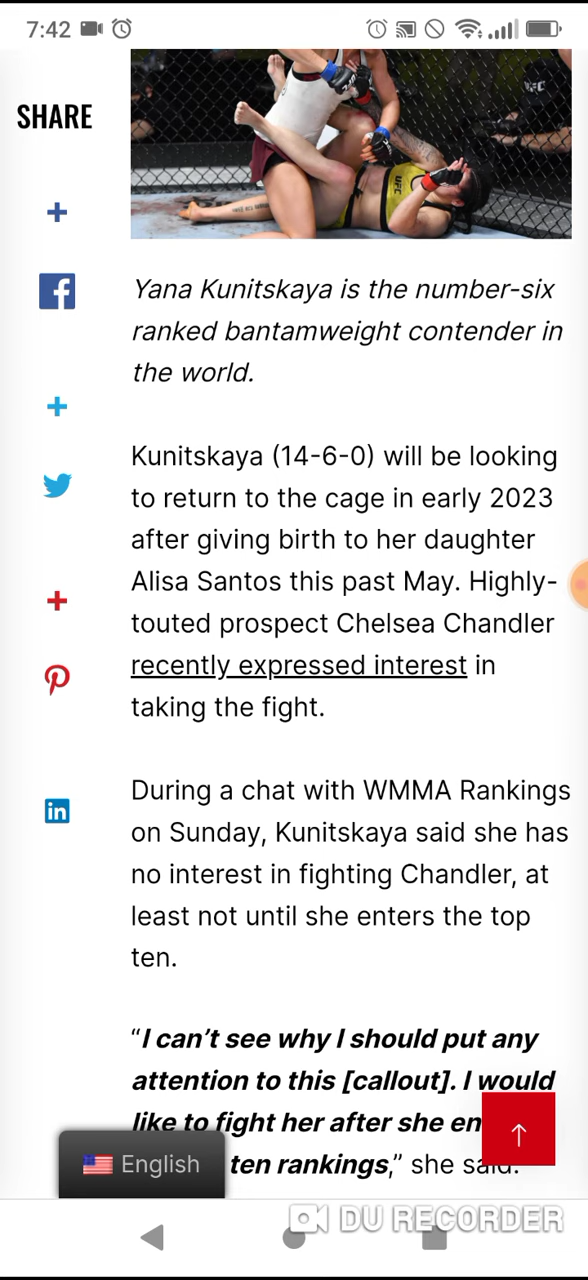 7:42
UFC
SHARE
UFC
Yana Kunitskaya is the number-six
ranked bantamweight contender in
the world.
Kunitskaya (14-6-0) will be looking
to return to the cage in early 2023
after giving birth to her daughter
Alisa Santos this past May. Highly-
touted prospect Chelsea Chandler
recently expressed interest in
taking the fight.
During a chat with WMMA Rankings
on Sunday, Kunitskaya said she has
no interest in fighting Chandler, at
least not until she enters the top
ten.
“I can’t see why I should put any
attention to this [callout]. I would
like to fight her after she en
ten rankings,” she said.
English
DU RECORDER